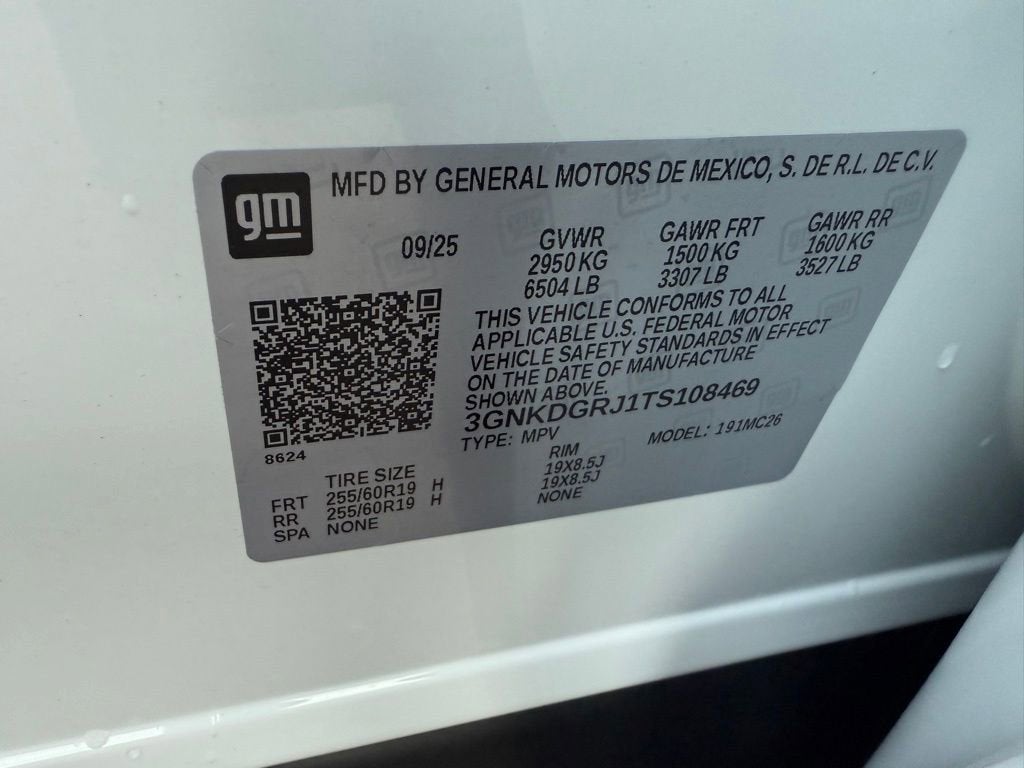 gm
MFD BY GENERAL MOTORS DE MEXICO, S. DE R.L. DE C.V.
09/25 GVWR GAWR FRT GAWR RR
2950 KG 1500 KG 1600 KG
6504 LB 3307 LB 3527 LB
THIS VEHICLE CONFORMS TO ALL
APPLICABLE U.S. FEDERAL MOTOR
VEHICLE SAFETY STANDARDS IN EFFECT
ON THE DATE OF MANUFACTURE
SHOWN ABOVE.
3GNKDGRJ1TS108469
TYPE: MPV MODEL: 191MC26
8624
TIRE SIZE RIM
FRT 255/60R19 H 19X8.5J
RR 255/60R19 H 19X8.5J
SPA NONE NONE